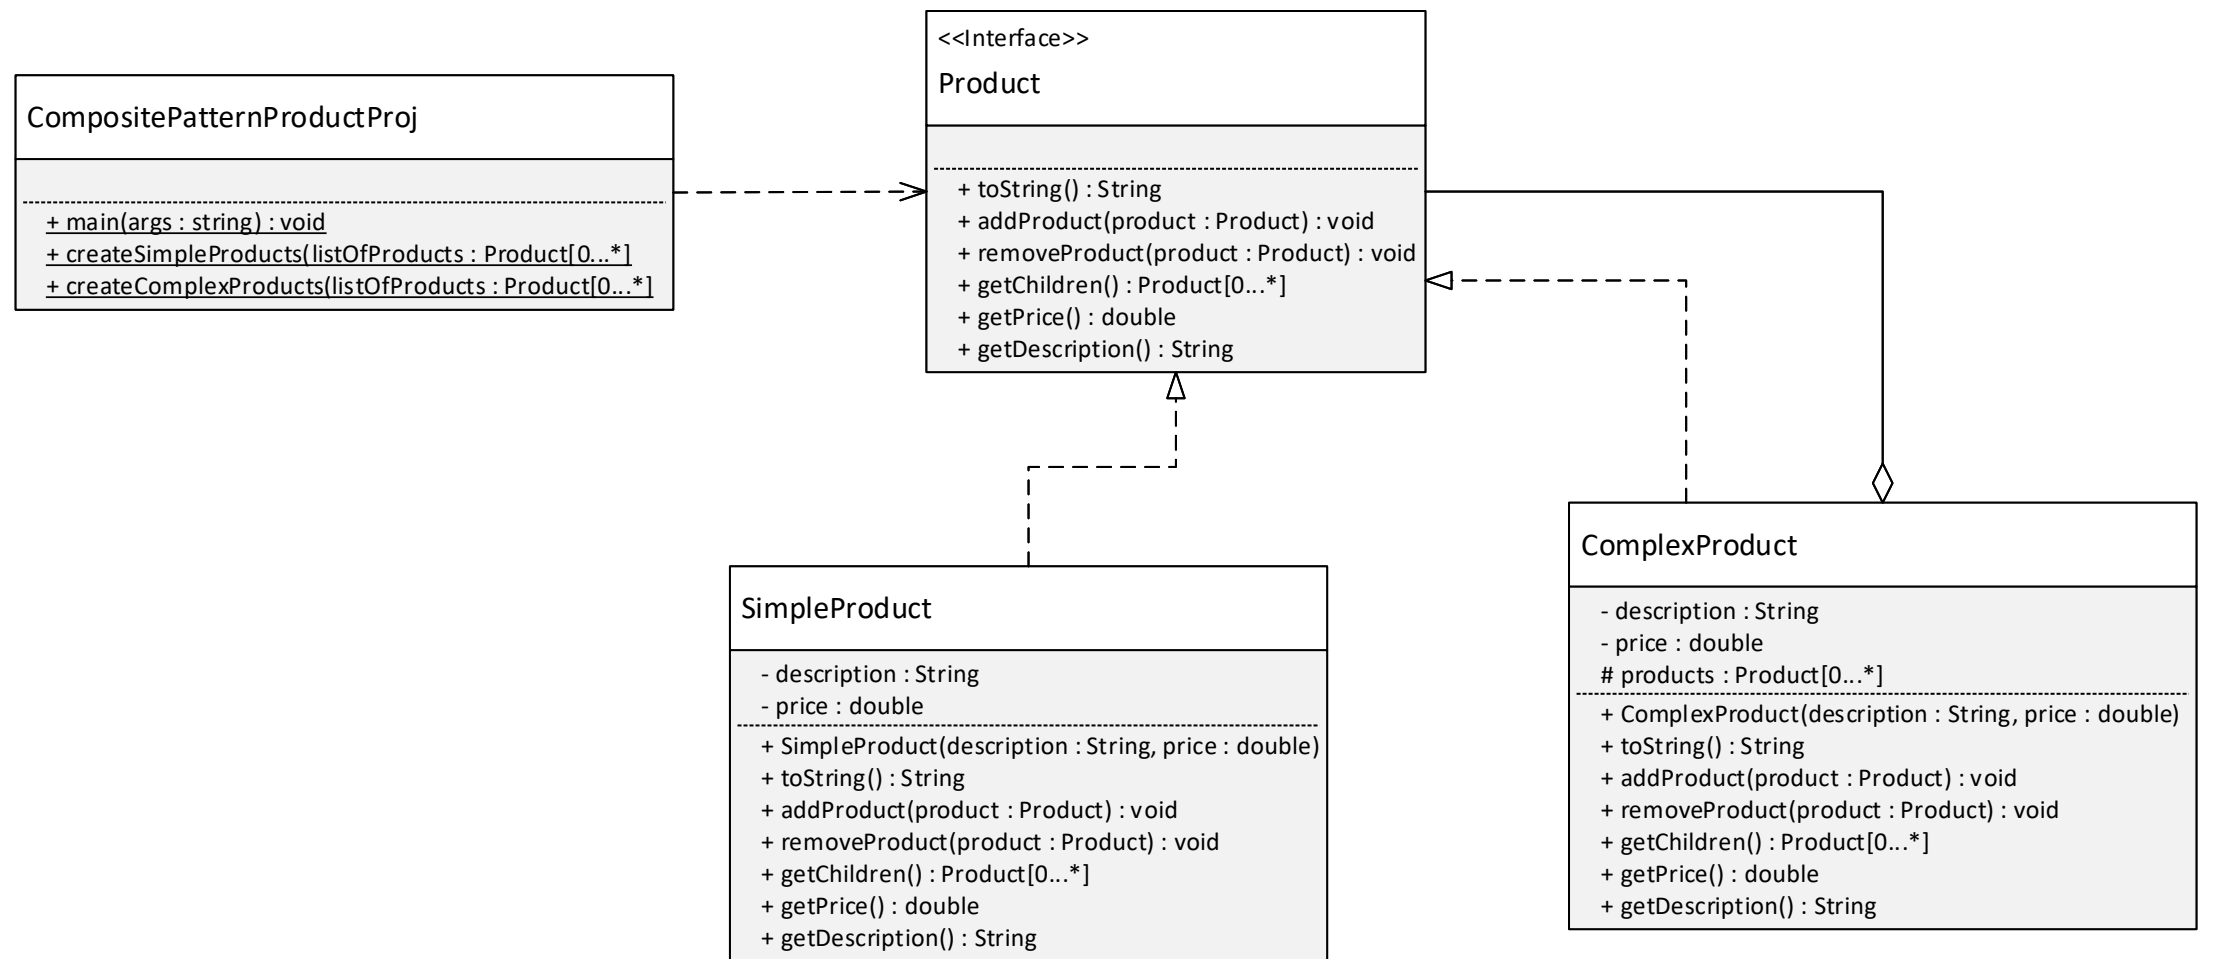 CompositePatternProductProj
+ main(args : string) : void
+ createSimpleProducts(listOfProducts : Product[0...*]
+ createComplexProducts(listOfProducts : Product[0...*]
<<Interface>>
Product
+ toString() : String
+ addProduct(product : Product) : void
+ removeProduct(product : Product) : void
+ getChildren() : Product[0...*]
+ getPrice() : double
+ getDescription() : String
SimpleProduct
- description : String
- price : double
+ SimpleProduct(description : String, price : double)
+ toString() : String
+ addProduct(product : Product) : void
+ removeProduct(product : Product) : void
+ getChildren() : Product[0...*]
+ getPrice() : double
+ getDescription() : String
ComplexProduct
- description : String
- price : double
# products : Product[0...*]
+ ComplexProduct(description : String, price : double)
+ toString() : String
+ addProduct(product : Product) : void
+ removeProduct(product : Product) : void
+ getChildren() : Product[0...*]
+ getPrice() : double
+ getDescription() : String